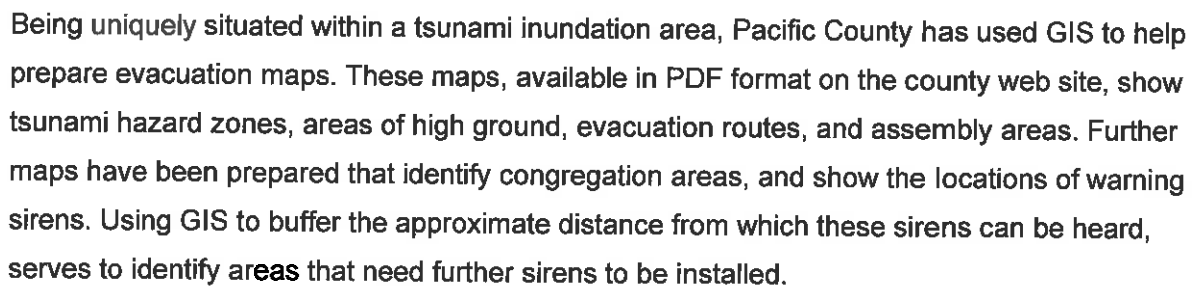 Being uniquely situated within a tsunami inundation area, Pacific County has used GIS to help
prepare evacuation maps. These maps, available in PDF format on the county web site, show
tsunami hazard zones, areas of high ground, evacuation routes, and assembly areas. Further
maps have been prepared that identify congregation areas, and show the locations of warning
sirens. Using GIS to buffer the approximate distance from which these sirens can be heard,
serves to identify areas that need further sirens to be installed.